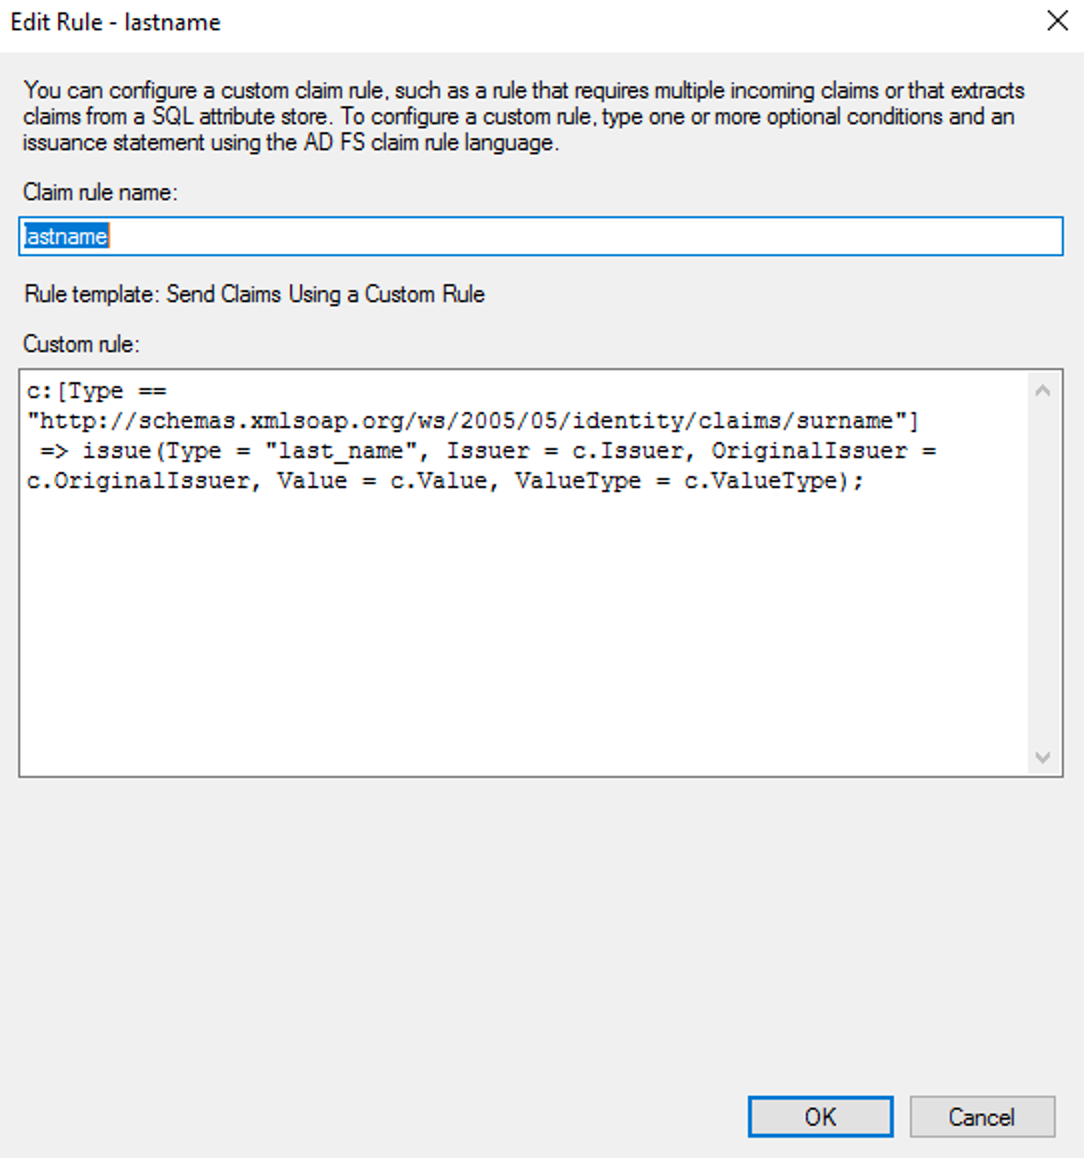 Edit Rule - lastname
You can configure a custom claim rule, such as a rule that requires multiple incoming claims or that extracts
claims from a SQL attribute store. To configure a custom rule, type one or more optional conditions and an
issuance statement using the AD FS claim rule language.
Claim rule name:
lastname
Rule template: Send Claims Using a Custom Rule
Custom rule:
c:[Type ==
"http://schemas.xmlsoap.org/ws/2005/05/identity/claims/surname"]
 => issue(Type = "last_name", Issuer = c.Issuer, OriginalIssuer =
c.OriginalIssuer, Value = c.Value, ValueType = c.ValueType);
OK Cancel